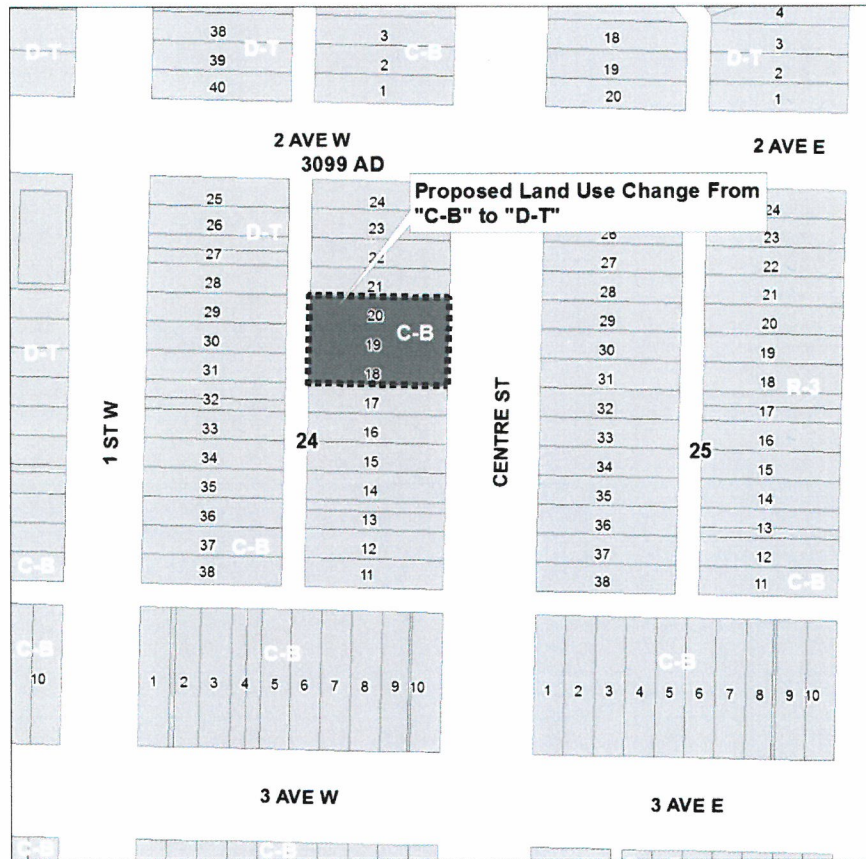 38
39
40
D-T
D-T
3
2
1
C-B
18
19
20
4
3
2
1
D-T
2 AVE W
2 AVE E
3099 AD
Proposed Land Use Change From
"C-B" to "D-T"
25
26
27
28
29
30
31
32
33
34
35
36
37
38
D-T
C-B
D-T
C-B
24
23
22
21
20
19
18
17
16
15
14
13
12
11
C-B
1 ST W
24
CENTRE ST
26
27
28
29
30
31
32
33
34
35
36
37
38
25
24
23
22
21
20
19
18
17
16
15
14
13
12
11
R-3
C-B
C-B
10
C-B
1 2 3 4 5 6 7 8 9 10
C-B
1 2 3 4 5 6 7 8 9 10
3 AVE W
3 AVE E
C-B
C-B